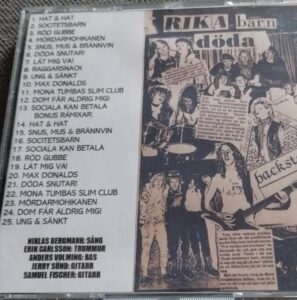 1. HAT & HAT
2. SOCITETSBARN
3. RÖD GUBBE
4. MÖRDARMOHIKANEN
5. SNUS, MUS & BRÄNNVIN
6. DÖDA SNUTAR!
7. LÅT MIG VA!
8. RAGGARSNACK
9. UNG & SÄNKT
10. MAX DONALDS
11. MONA TUMBAS SLIM CLUB
12. DOM FÅR ALDRIG MIG!
13. SOCIALA KAN BETALA
BONUS RÄMIXAR:
14. HAT & HAT
15. SNUS, MUS & BRÄNNVIN
16. SOCITETSBARN
17. SOCIALA KAN BETALA
18. RÖD GUBBE
19. LÅT MIG VA!
20. MAX DONALDS
21. DÖDA SNUTAR!
22. MONA TUMBAS SLIM CLUB
23. MÖRDARMOHIKANEN
24. DOM FÅR ALDRIG MIG!
25. UNG & SÄNKT
NIKLAS BERGMARK: SÅNG
ERIK CARLSSON: TRUMMOR
ANDERS VOLMING: BAS
JERRY SUND: GITARR
SAMUEL FISCHER: GITARR
RIKA barn
döda
backst